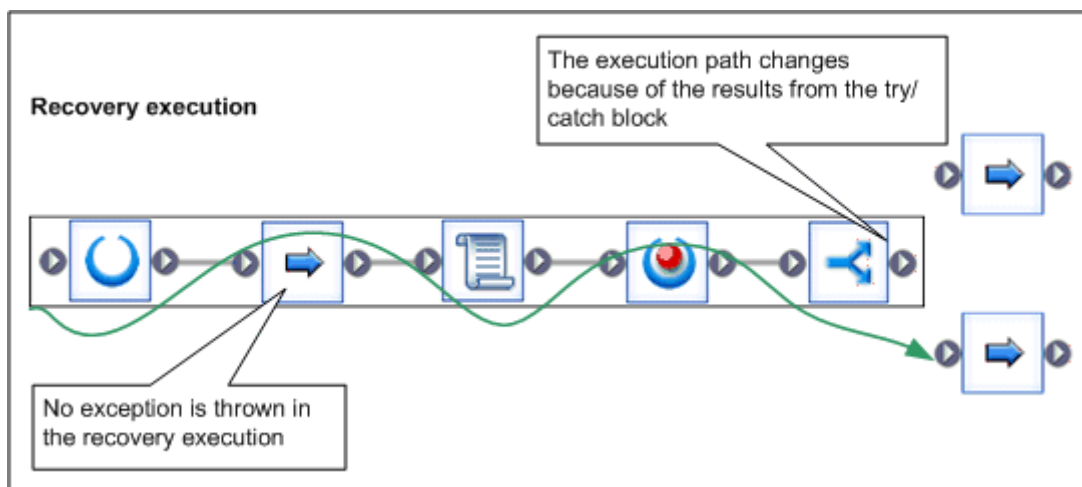 The execution path changes
because of the results from the try/
catch block
Recovery execution
No exception is thrown in
the recovery execution